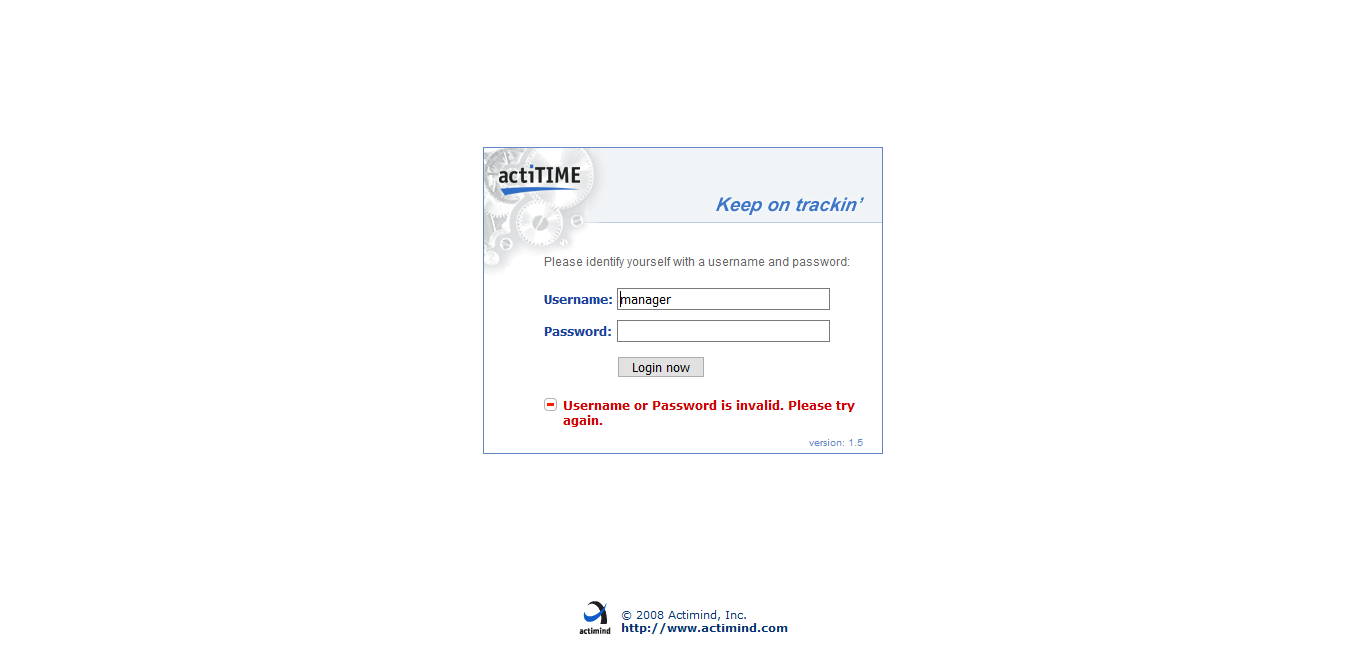 actiTIME
Keep on trackin’
Please identify yourself with a username and password:
Username: manager
Password:
Login now
Username or Password is invalid. Please try
again.
version: 1.5
actimind
© 2008 Actimind, Inc.
http://www.actimind.com